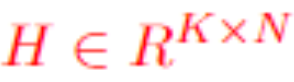 H ∈ R^{K×N}